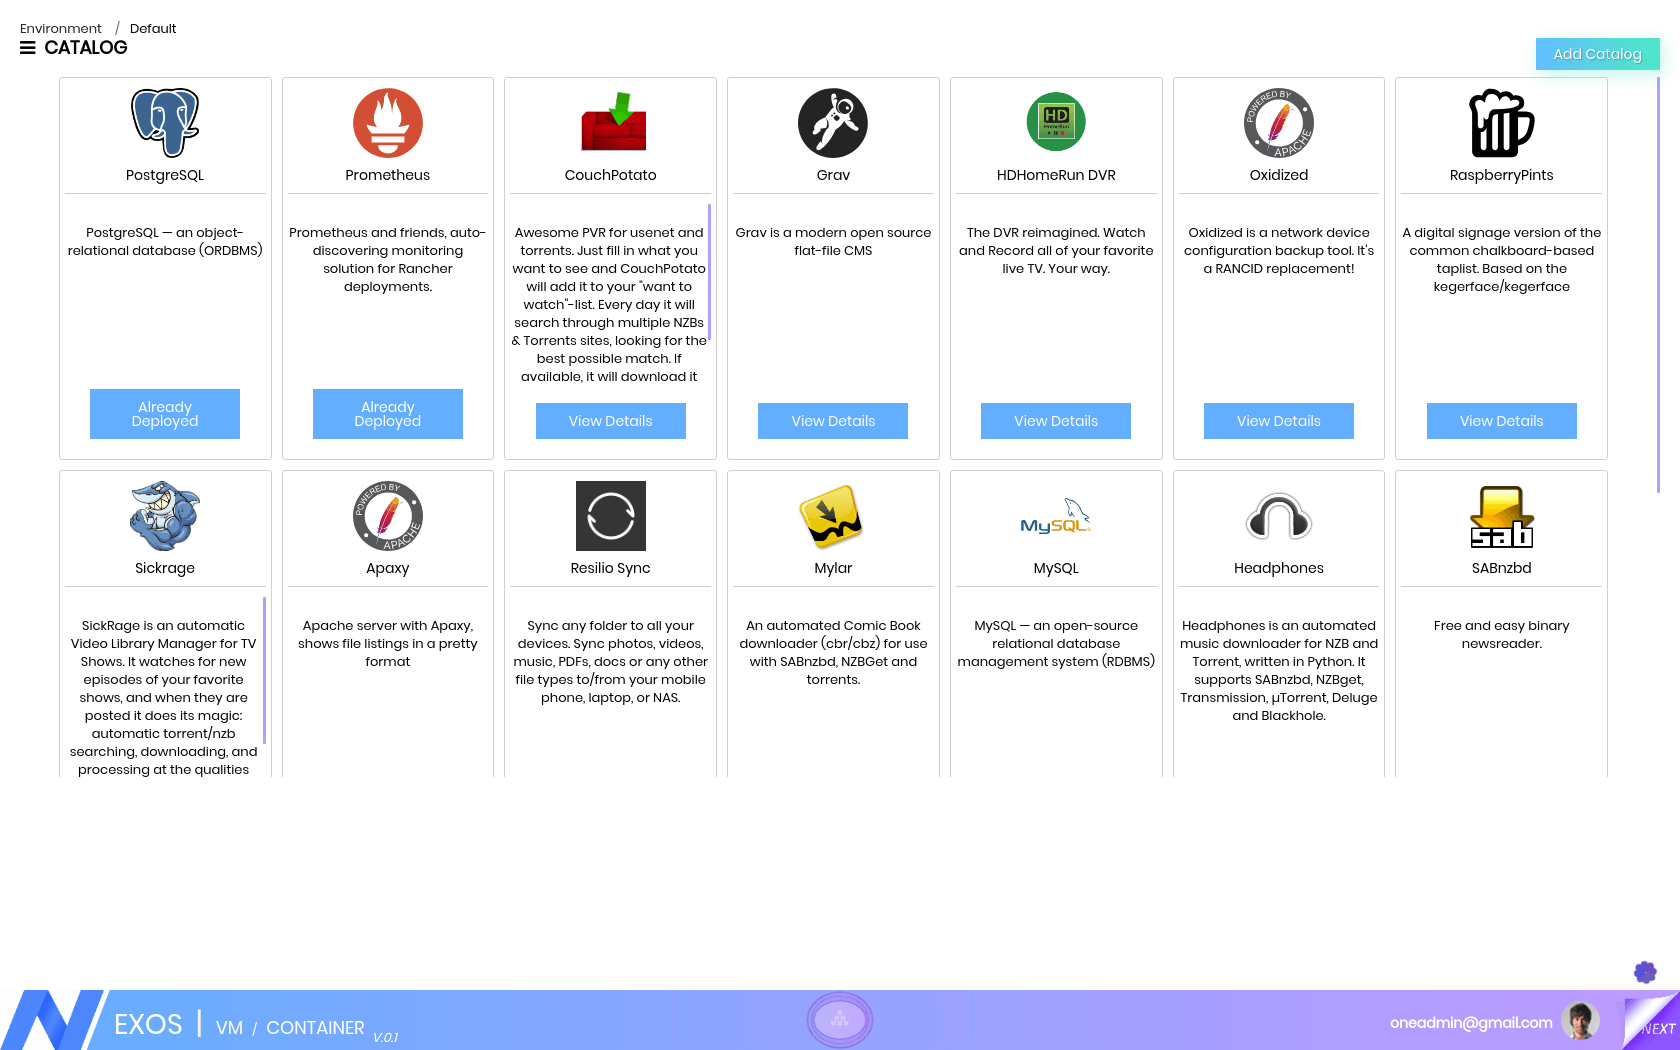 Environment / Default
CATALOG
Add Catalog
PostgreSQL
PostgreSQL — an object-
relational database (ORDBMS)
Already
Deployed
Prometheus
Prometheus and friends, auto-
discovering monitoring
solution for Rancher
deployments.
Already
Deployed
CouchPotato
Awesome PVR for usenet and
torrents. Just fill in what you
want to see and CouchPotato
will add it to your "want to
watch"-list. Every day it will
search through multiple NZBs
& Torrents sites, looking for the
best possible match. If
available, it will download it
View Details
Grav
Grav is a modern open source
flat-file CMS
View Details
HD
HomeRun
HDHomeRun DVR
The DVR reimagined. Watch
and Record all of your favorite
live TV. Your way.
View Details
POWERED BY
APACHE
Oxidized
Oxidized is a network device
configuration backup tool. It's
a RANCID replacement!
View Details
RaspberryPints
A digital signage version of the
common chalkboard-based
taplist. Based on the
kegerface/kegerface
View Details
Sickrage
SickRage is an automatic
Video Library Manager for TV
Shows. It watches for new
episodes of your favorite
shows, and when they are
posted it does its magic:
automatic torrent/nzb
searching, downloading, and
processing at the qualities
POWERED BY
APACHE
Apaxy
Apache server with Apaxy,
shows file listings in a pretty
format
Resilio Sync
Sync any folder to all your
devices. Sync photos, videos,
music, PDFs, docs or any other
file types to/from your mobile
phone, laptop, or NAS.
Mylar
An automated Comic Book
downloader (cbr/cbz) for use
with SABnzbd, NZBGet and
torrents.
MySQL
MySQL
MySQL — an open-source
relational database
management system (RDBMS)
Headphones
Headphones is an automated
music downloader for NZB and
Torrent, written in Python. It
supports SABnzbd, NZBget,
Transmission, µTorrent, Deluge
and Blackhole.
sab
SABnzbd
Free and easy binary
newsreader.
EXOS | VM / CONTAINER V.0.1
oneadmin@gmail.com
NEXT